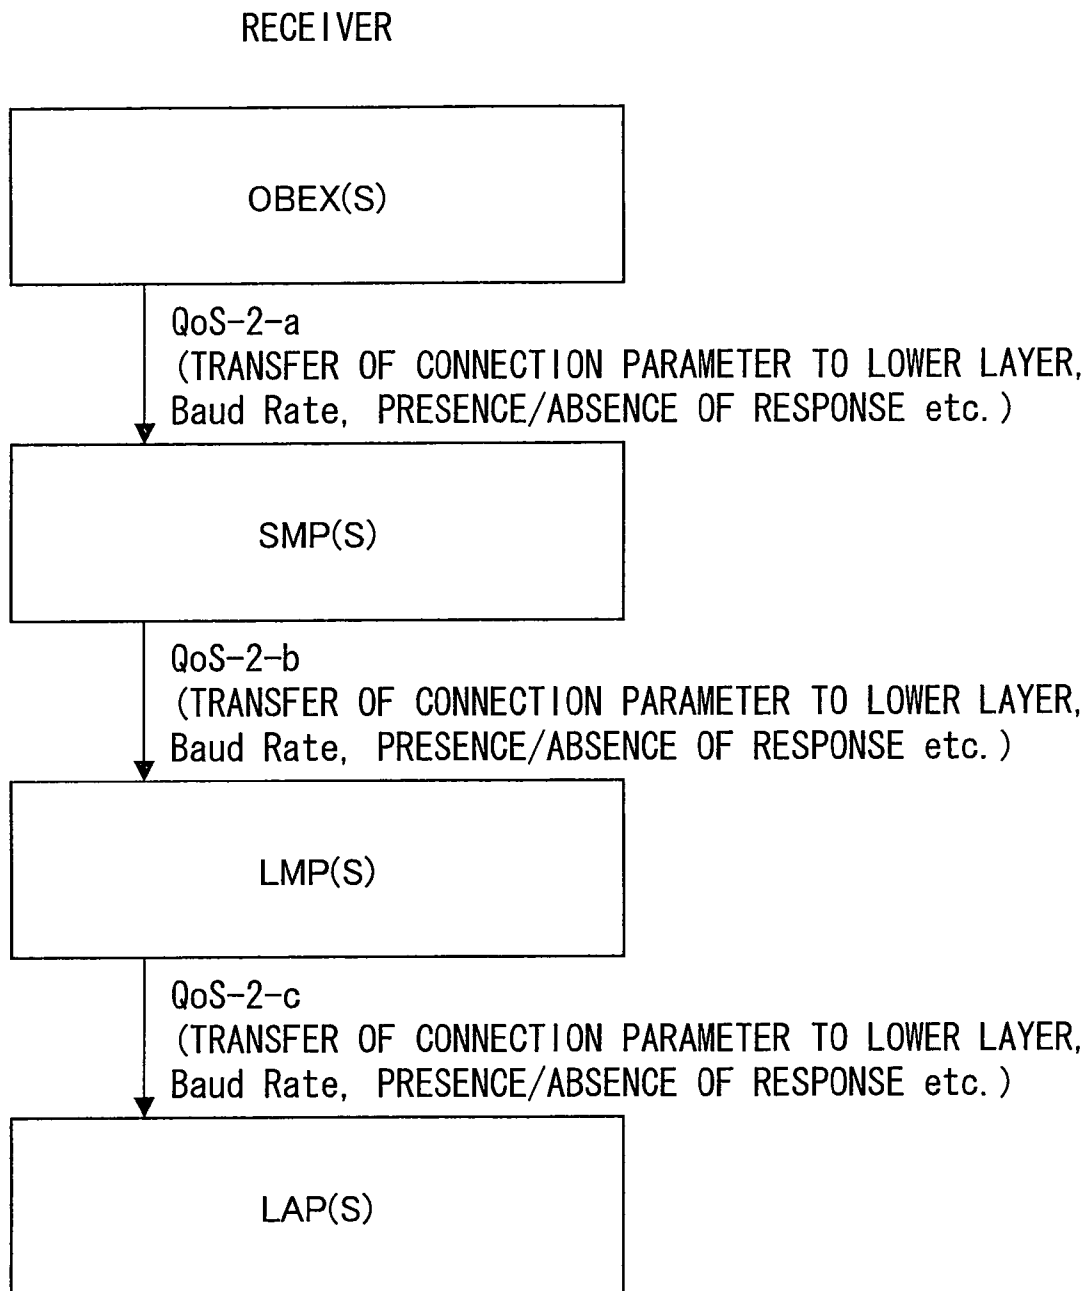 RECEIVER
OBEX(S)
QoS-2-a
(TRANSFER OF CONNECTION PARAMETER TO LOWER LAYER,
Baud Rate, PRESENCE/ABSENCE OF RESPONSE etc.)
SMP(S)
QoS-2-b
(TRANSFER OF CONNECTION PARAMETER TO LOWER LAYER,
Baud Rate, PRESENCE/ABSENCE OF RESPONSE etc.)
LMP(S)
QoS-2-c
(TRANSFER OF CONNECTION PARAMETER TO LOWER LAYER,
Baud Rate, PRESENCE/ABSENCE OF RESPONSE etc.)
LAP(S)